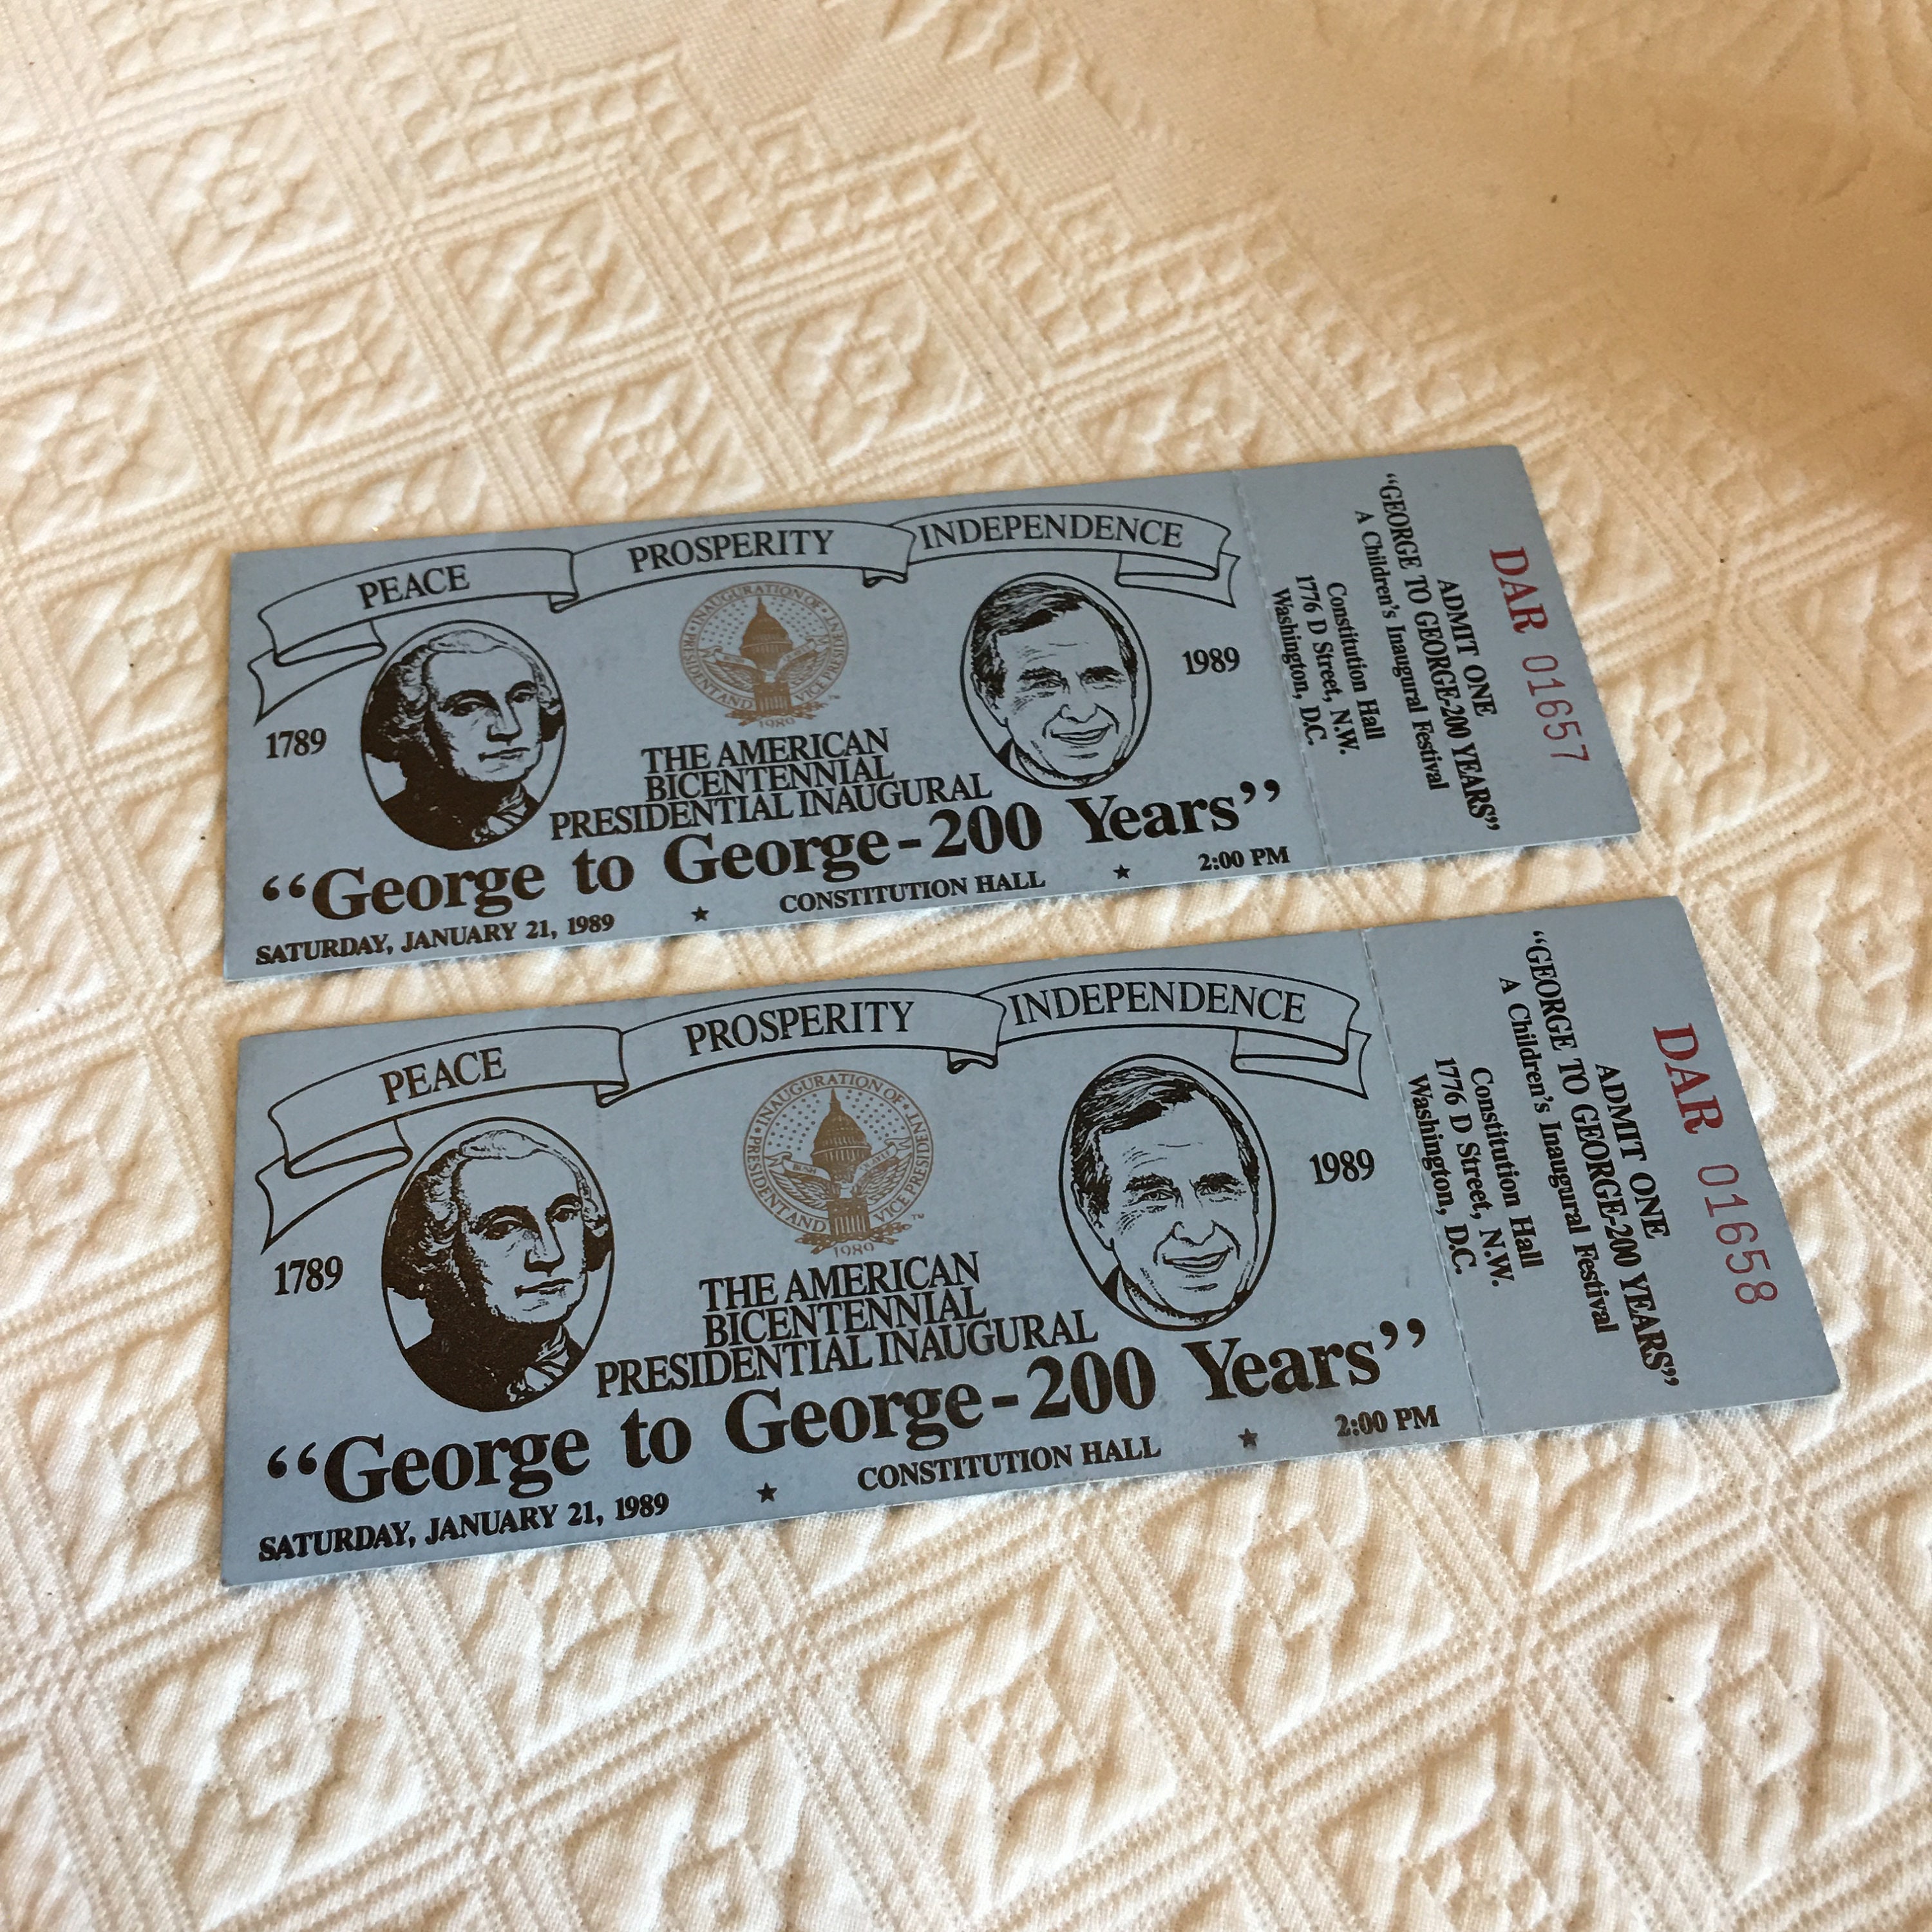 PEACE PROSPERITY INDEPENDENCE
INAUGURATION OF
PRESIDENT AND VICE PRESIDENT
1989
1789
1989
THE AMERICAN
BICENTENNIAL
PRESIDENTIAL INAUGURAL
“George to George-200 Years”
SATURDAY, JANUARY 21, 1989 ★ CONSTITUTION HALL ★ 2:00 PM
DAR 01657
ADMIT ONE
“GEORGE TO GEORGE-200 YEARS”
A Children’s Inaugural Festival
Constitution Hall
1776 D Street, N.W.
Washington, D.C.
PEACE PROSPERITY INDEPENDENCE
INAUGURATION OF
PRESIDENT AND VICE PRESIDENT
BUSH QUAYLE
TM
1989
1789
1989
THE AMERICAN
BICENTENNIAL
PRESIDENTIAL INAUGURAL
“George to George-200 Years”
SATURDAY, JANUARY 21, 1989 ★ CONSTITUTION HALL ★ 2:00 PM
DAR 01658
ADMIT ONE
“GEORGE TO GEORGE-200 YEARS”
A Children’s Inaugural Festival
Constitution Hall
1776 D Street, N.W.
Washington, D.C.